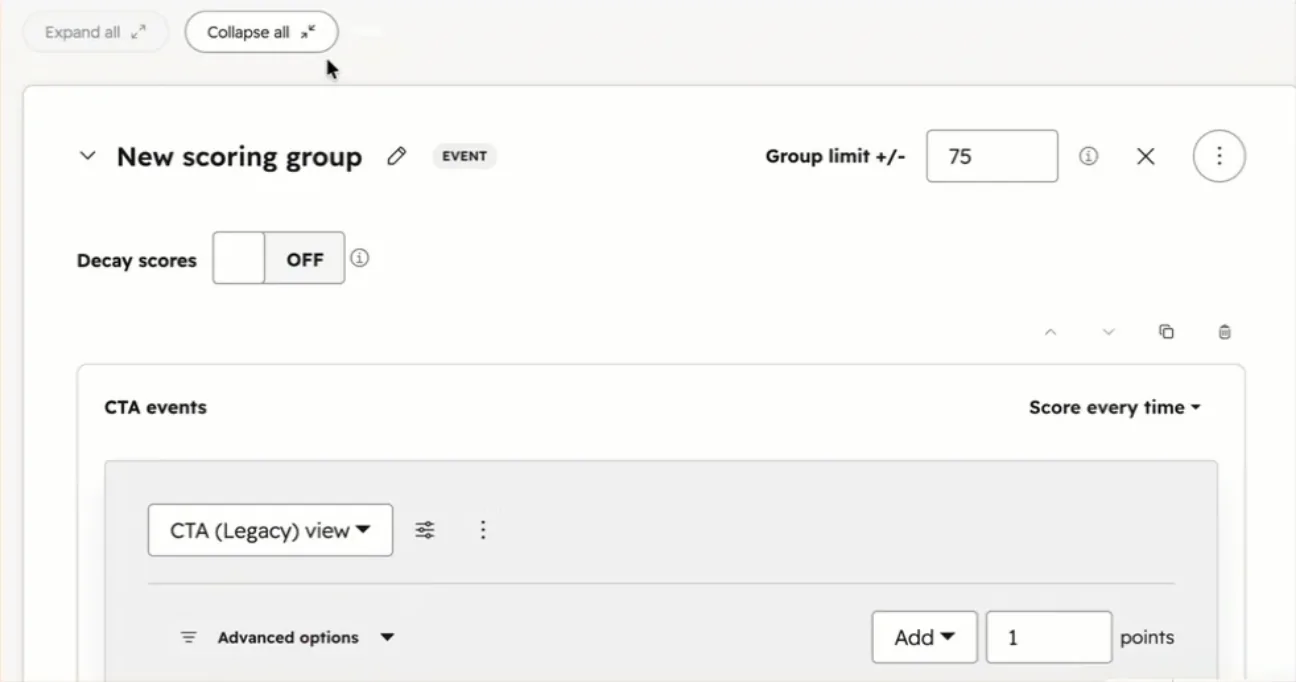 Expand all
Collapse all
New scoring group EVENT Group limit +/- 75
Decay scores OFF
CTA events Score every time
CTA (Legacy) view
Advanced options Add 1 points